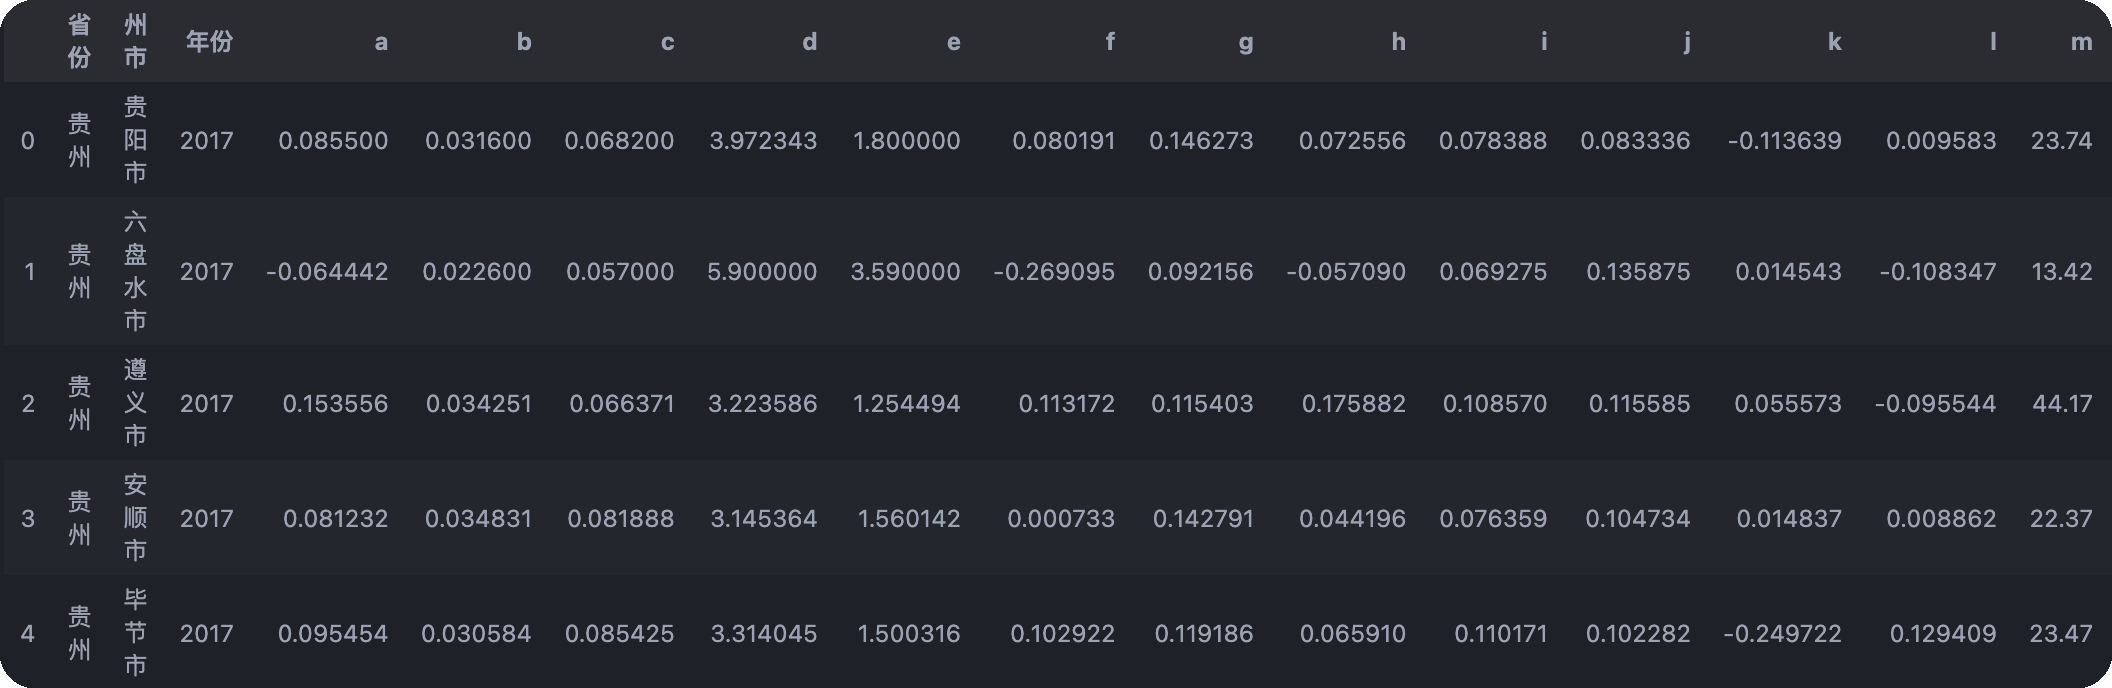 省份 州市 年份 a b c d e f g h i j k l m
0 贵州 贵阳市 2017 0.085500 0.031600 0.068200 3.972343 1.800000 0.080191 0.146273 0.072556 0.078388 0.083336 -0.113639 0.009583 23.74
1 贵州 六盘水市 2017 -0.064442 0.022600 0.057000 5.900000 3.590000 -0.269095 0.092156 -0.057090 0.069275 0.135875 0.014543 -0.108347 13.42
2 贵州 遵义市 2017 0.153556 0.034251 0.066371 3.223586 1.254494 0.113172 0.115403 0.175882 0.108570 0.115585 0.055573 -0.095544 44.17
3 贵州 安顺市 2017 0.081232 0.034831 0.081888 3.145364 1.560142 0.000733 0.142791 0.044196 0.076359 0.104734 0.014837 0.008862 22.37
4 贵州 毕节市 2017 0.095454 0.030584 0.085425 3.314045 1.500316 0.102922 0.119186 0.065910 0.110171 0.102282 -0.249722 0.129409 23.47